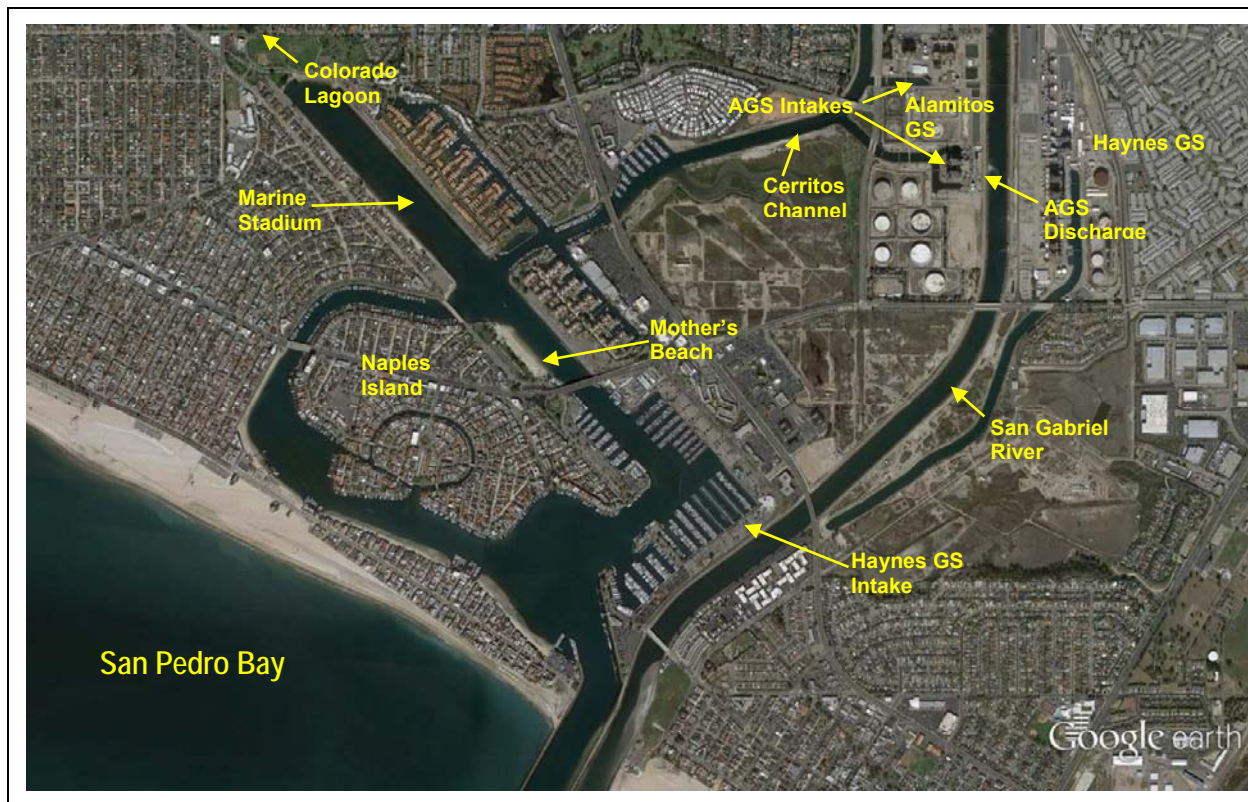 Colorado
Lagoon
AGS Intakes
Alamitos
GS
Haynes GS
Marine
Stadium
Cerritos
Channel
AGS
Discharge
Mother's
Beach
Naples
Island
San Gabriel
River
Haynes GS
Intake
San Pedro Bay
Google earth